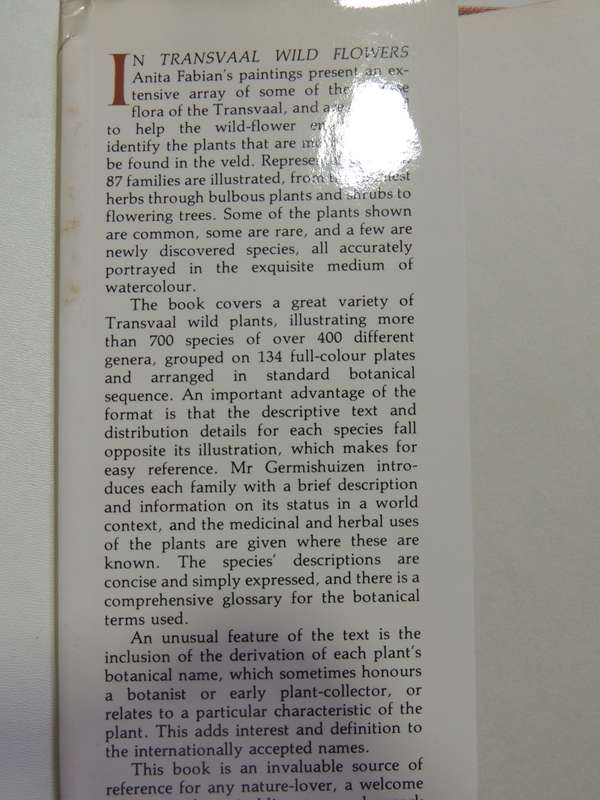 IN TRANSVAAL WILD FLOWERS
Anita Fabian's paintings present an ex-
tensive array of some of the
flora of the Transvaal, and
to help the wild-flower
identify the plants that are
be found in the veld.
87 families are illustrated, from
herbs through bulbous plants and shrubs to
flowering trees. Some of the plants shown
are common, some are rare, and a few are
newly discovered species, all accurately
portrayed in the exquisite medium of
watercolour.
The book covers a great variety of
Transvaal wild plants, illustrating more
than 700 species of over 400 different
genera, grouped on 134 full-colour plates
and arranged in standard botanical
sequence. An important advantage of the
format is that the descriptive text and
distribution details for each species fall
opposite its illustration, which makes for
easy reference. Mr Germishuizen intro-
duces each family with a brief description
and information on its status in a world
context, and the medicinal and herbal uses
of the plants are given where these are
known. The species' descriptions are
concise and simply expressed, and there is a
comprehensive glossary for the botanical
terms used.
An unusual feature of the text is the
inclusion of the derivation of each plant's
botanical name, which sometimes honours
a botanist or early plant-collector, or
relates to a particular characteristic of the
plant. This adds interest and definition to
the internationally accepted names.
This book is an invaluable source of
reference for any nature-lover, a welcome